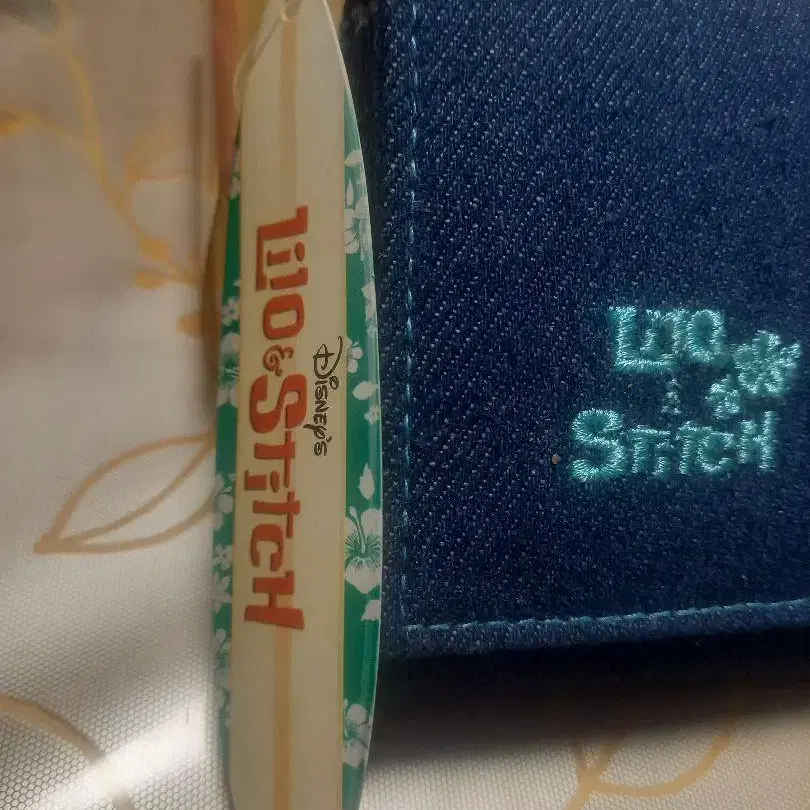 Disney's
Lilo & Stitch
Lilo
&
Stitch